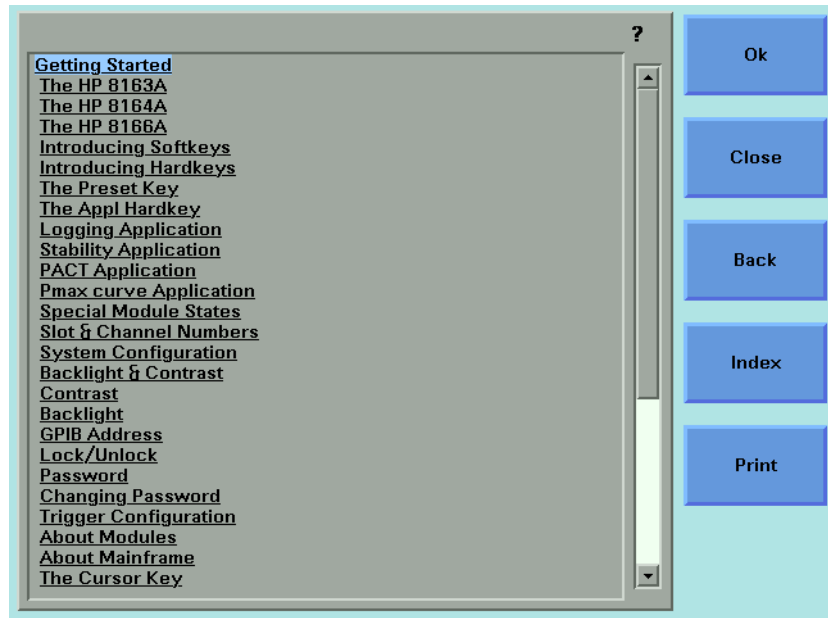 ?
Getting Started
The HP 8163A
The HP 8164A
The HP 8166A
Introducing Softkeys
Introducing Hardkeys
The Preset Key
The Appl Hardkey
Logging Application
Stability Application
PACT Application
Pmax curve Application
Special Module States
Slot & Channel Numbers
System Configuration
Backlight & Contrast
Contrast
Backlight
GPIB Address
Lock/Unlock
Password
Changing Password
Trigger Configuration
About Modules
About Mainframe
The Cursor Key
Ok
Close
Back
Index
Print